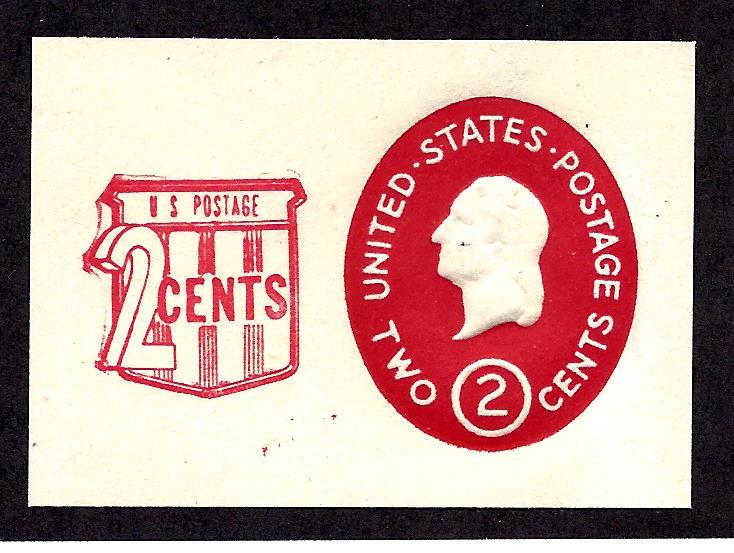 U S POSTAGE
2 CENTS
UNITED · STATES · POSTAGE
TWO 2 CENTS